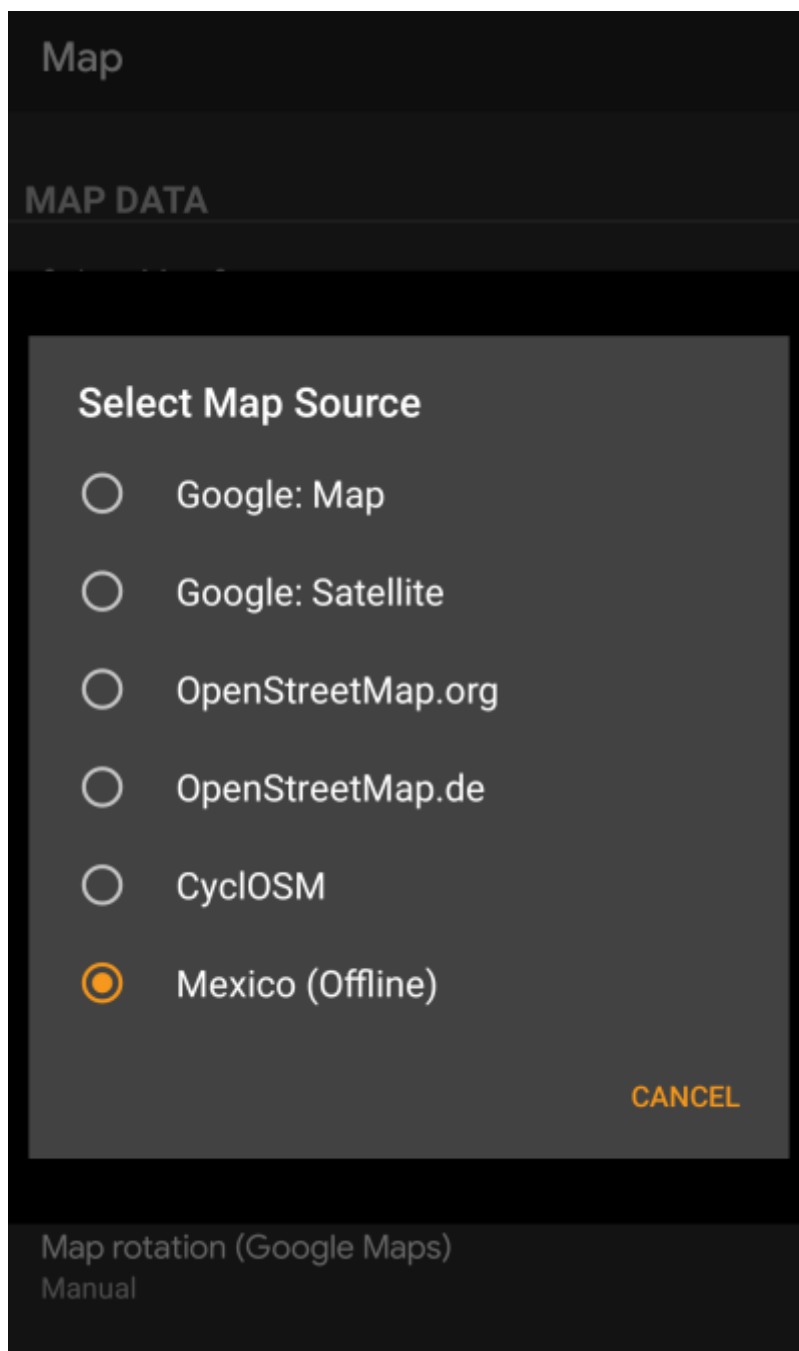 Map
MAP DATA
Select Map Source
Google: Map
Google: Satellite
OpenStreetMap.org
OpenStreetMap.de
CyclOSM
Mexico (Offline)
CANCEL
Map rotation (Google Maps)
Manual